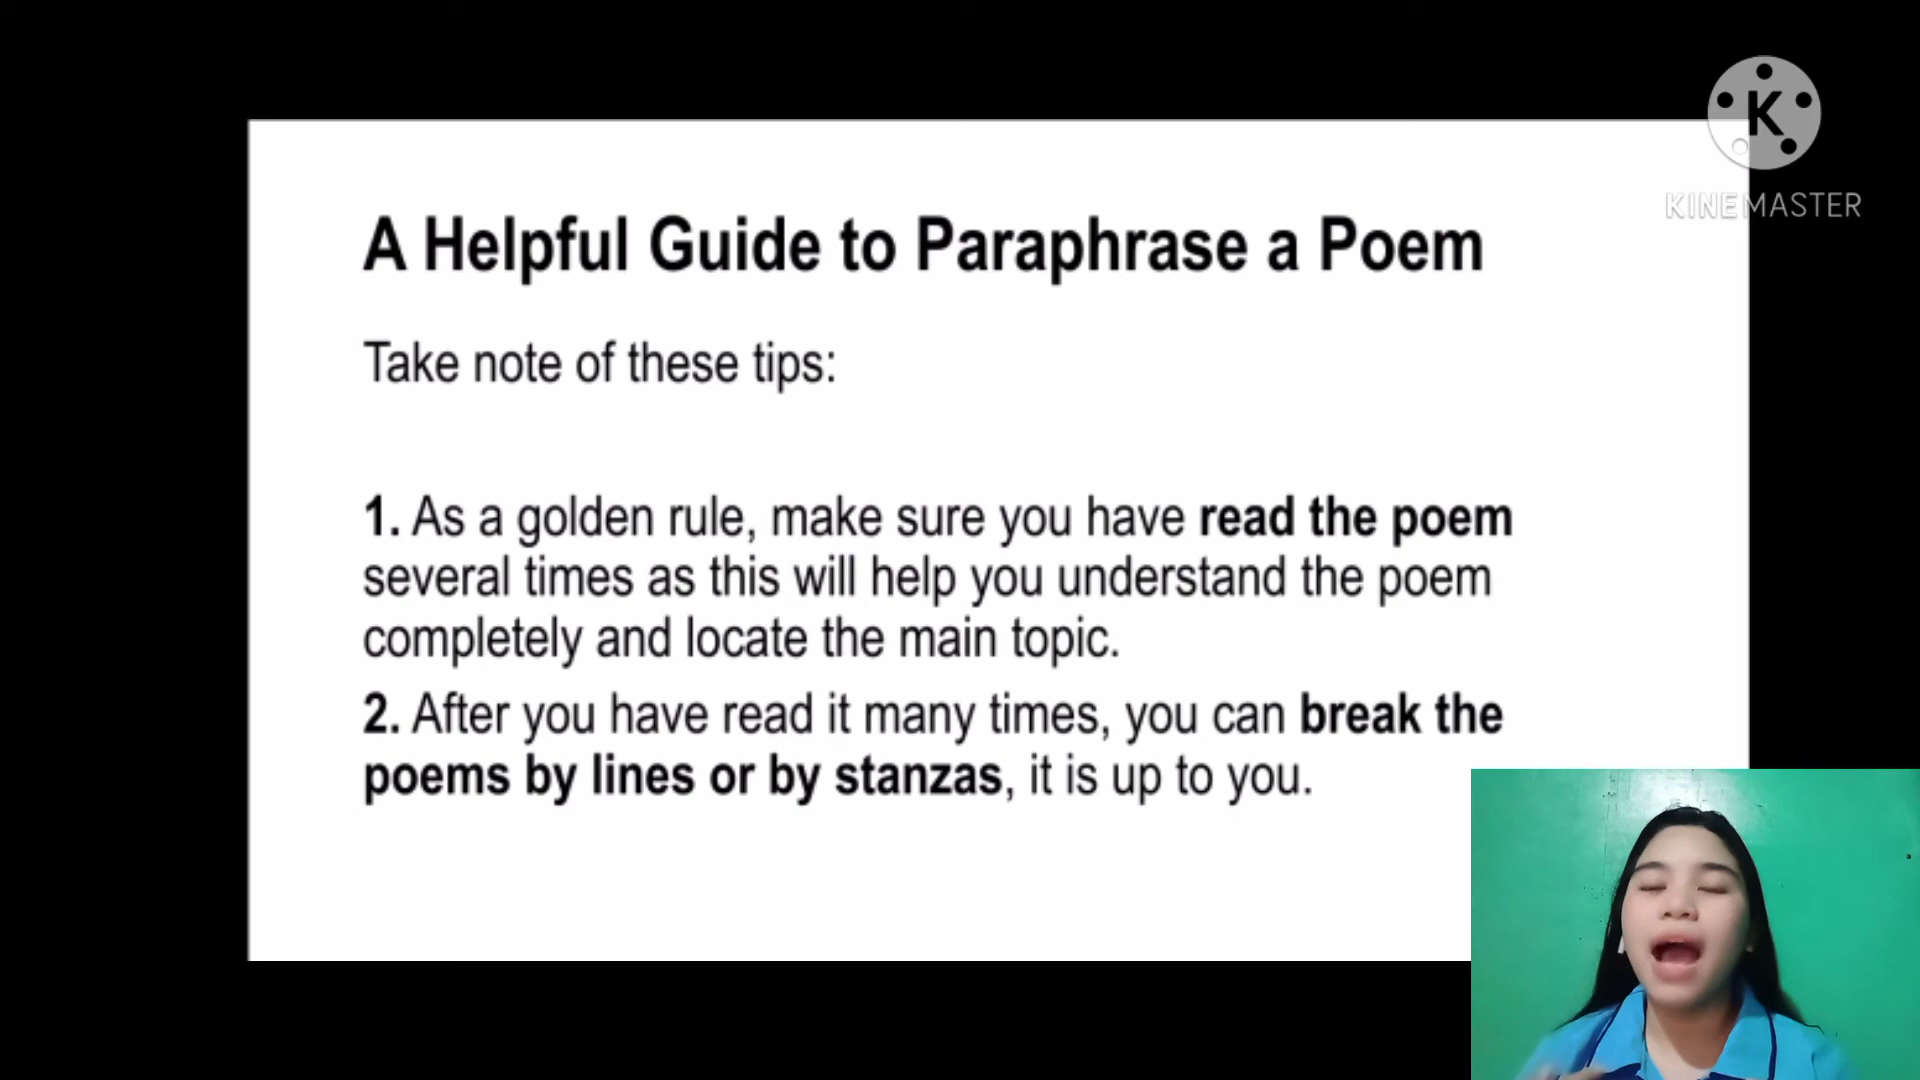 K
KINEMASTER
A Helpful Guide to Paraphrase a Poem
Take note of these tips:
1. As a golden rule, make sure you have read the poem
several times as this will help you understand the poem
completely and locate the main topic.
2. After you have read it many times, you can break the
poems by lines or by stanzas, it is up to you.